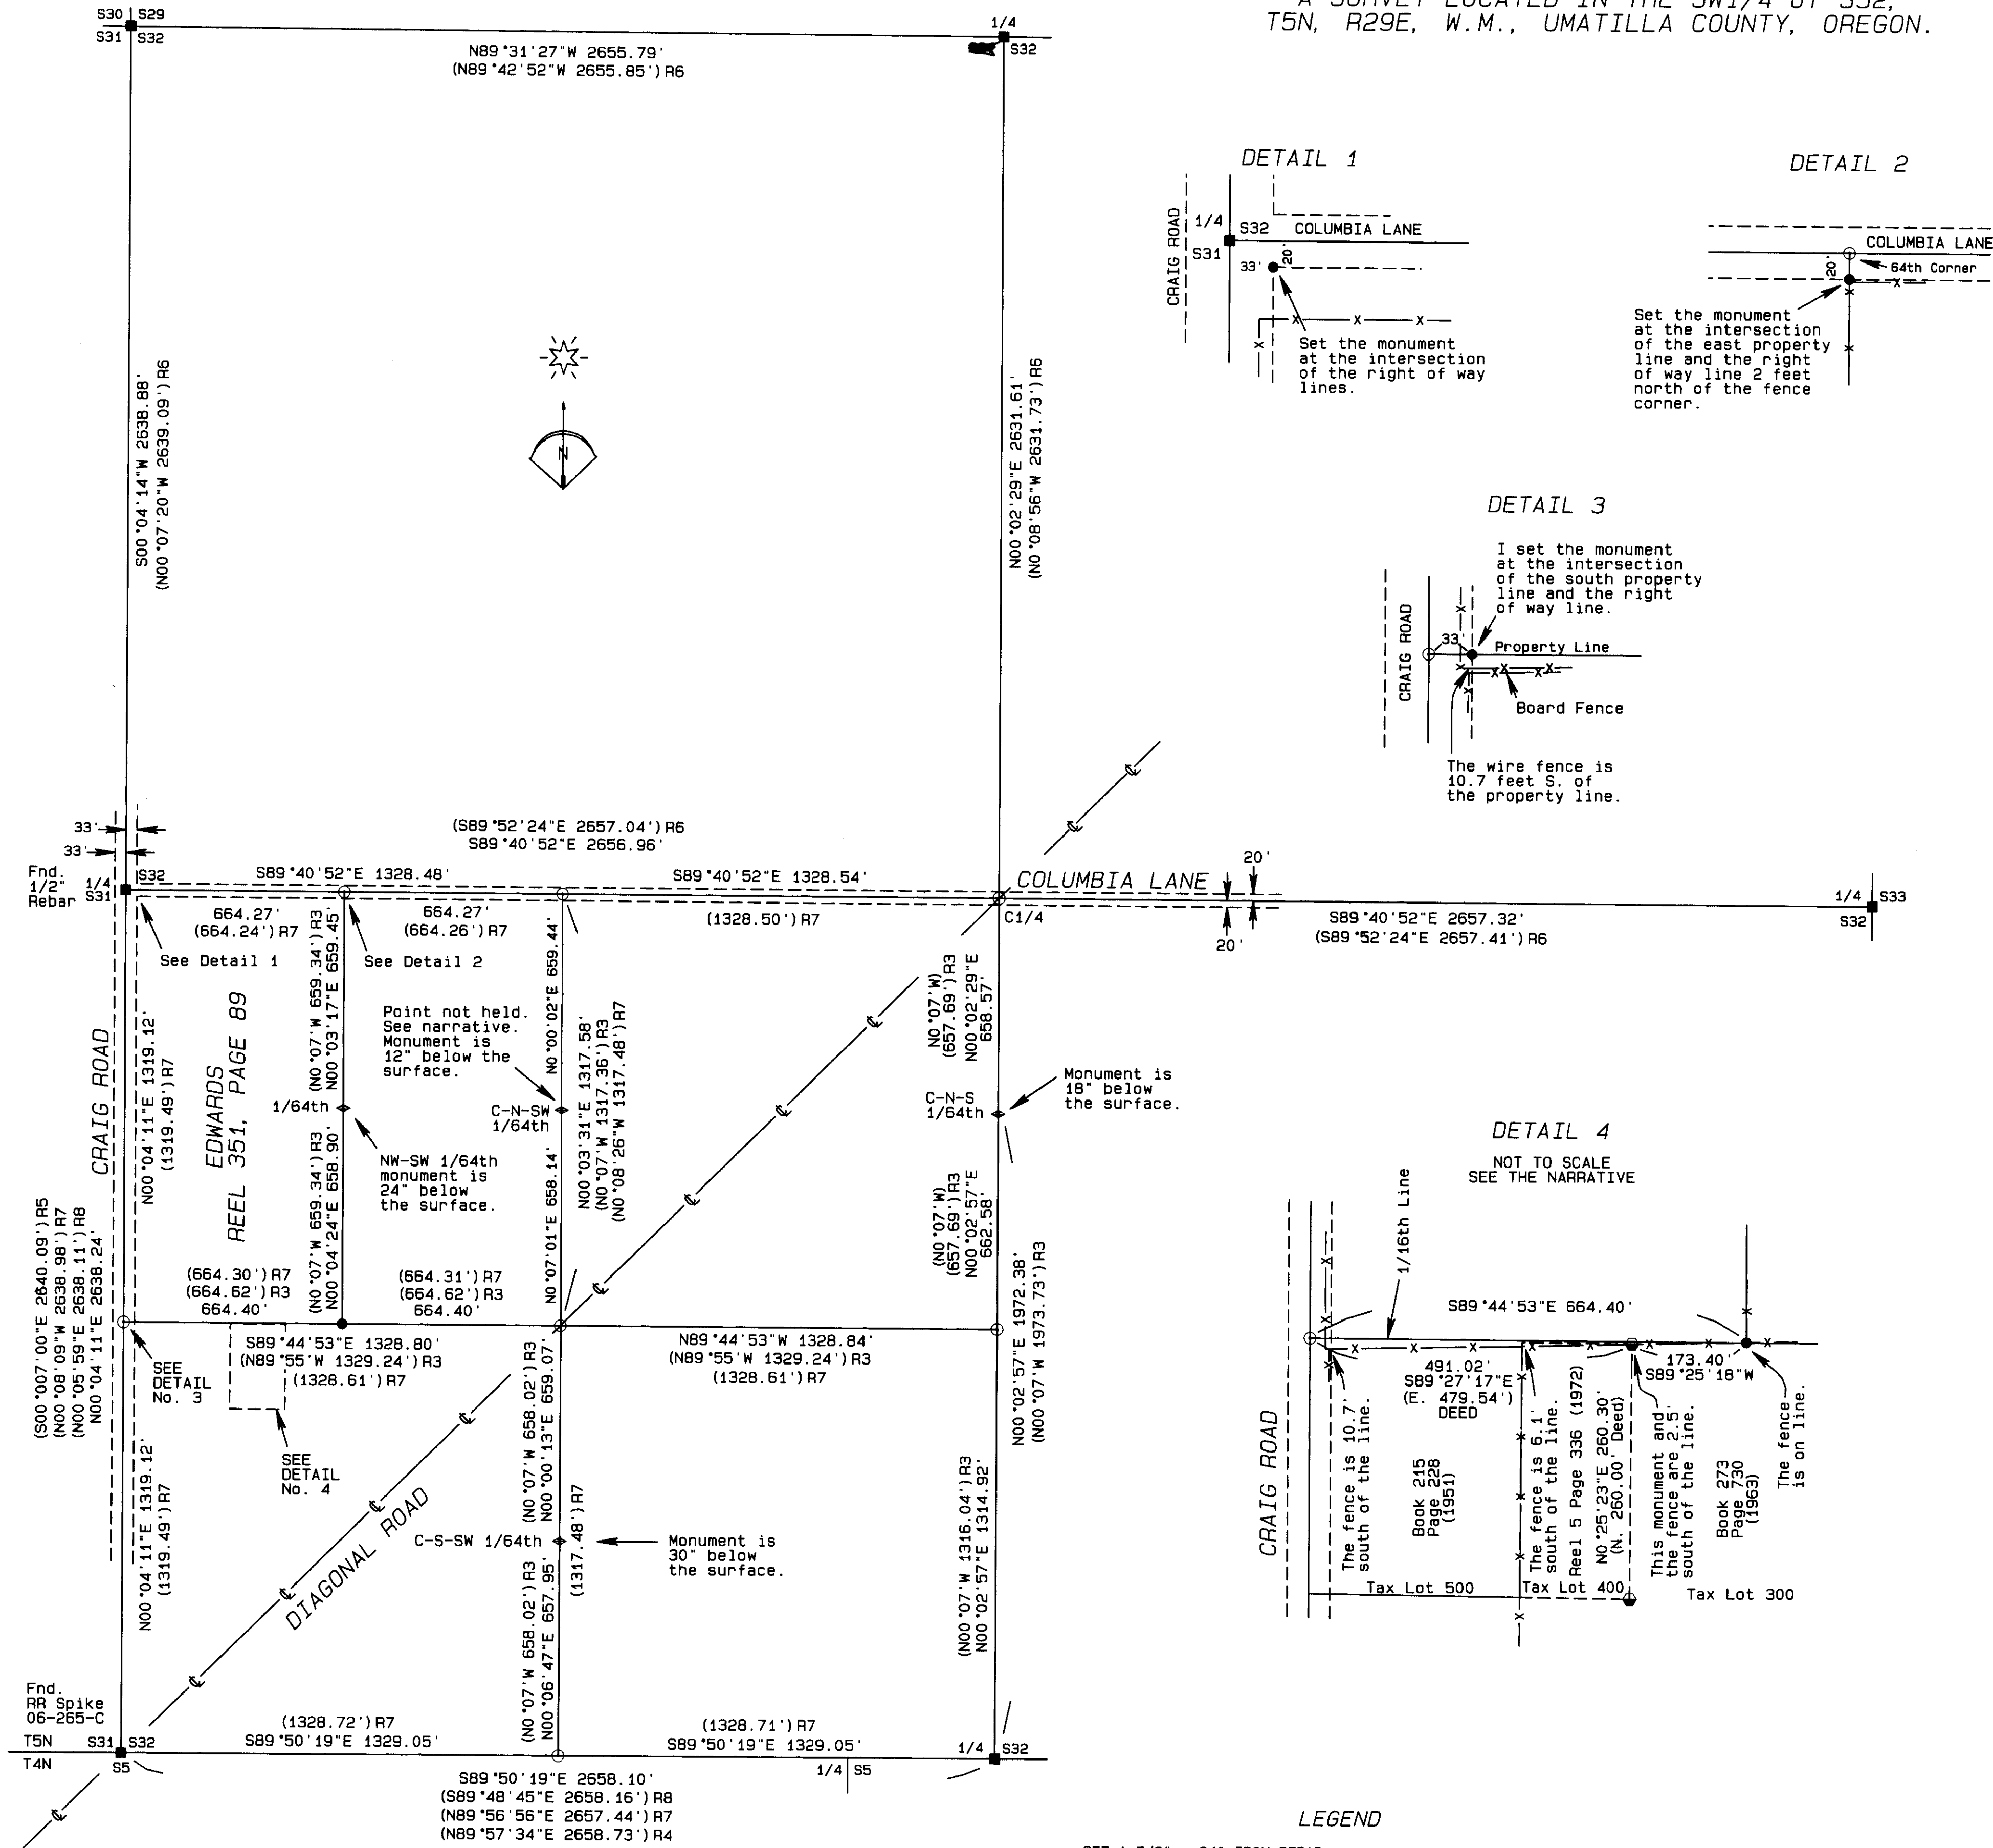 A SURVEY LOCATED IN THE SW1/4 OF S32,
T5N, R29E, W.M., UMATILLA COUNTY, OREGON.
S30 S29
S31 S32
1/4
S32
N89°31'27"W 2655.79'
(N89°42'52"W 2655.85')R6
S00°04'14"W 2638.88'
(N00°07'20"W 2639.09')R6
N
N00°02'29"E 2631.61'
(N0°08'56"W 2631.73')R6
DETAIL 1
CRAIG ROAD
1/4
S32
COLUMBIA LANE
S31
33'
20'
Set the monument
at the intersection
of the right of way
lines.
DETAIL 2
COLUMBIA LANE
20'
64th Corner
Set the monument
at the intersection
of the east property
line and the right
of way line 2 feet
north of the fence
corner.
DETAIL 3
I set the monument
at the intersection
of the south property
line and the right
of way line.
CRAIG ROAD
33'
Property Line
Board Fence
The wire fence is
10.7 feet S. of
the property line.
33'
33'
Fnd.
1/2"
Rebar
1/4
S32
S31
(S89°52'24"E 2657.04')R6
S89°40'52"E 2656.96'
S89°40'52"E 1328.48'
S89°40'52"E 1328.54'
COLUMBIA LANE
20'
20'
C1/4
1/4 S33
S32
S89°40'52"E 2657.32'
(S89°52'24"E 2657.41')R6
664.27'
(664.24')R7
664.27'
(664.26')R7
(1328.50')R7
See Detail 1
See Detail 2
CRAIG ROAD
N00°04'11"E 1319.12'
(1319.49')R7
EDWARDS
REEL 351, PAGE 89
(N0°07'W 659.34')R3
N00°03'17"E 659.45'
1/64th
(N0°07'W 659.34')R3
N00°04'24"E 658.90'
Point not held.
See narrative.
Monument is
12" below the
surface.
C-N-SW
1/64th
NW-SW 1/64th
monument is
24" below
the surface.
N0°00'02"E 659.44'
N0°07'01"E 658.14'
N00°03'31"E 1317.58'
(N0°07'W 1317.36')R3
(N0°08'26"W 1317.48')R7
(N0°07'W)
(657.69')R3
N00°02'29"E
658.57'
C-N-S
1/64th
Monument is
18" below
the surface.
(N0°07'W)
(657.69')R3
N00°02'57"E
662.58'
N00°02'57"E 1972.38'
(N00°07'W 1973.73')R3
(S00°007'00"E 2640.09')R5
(N00°08'09"W 2638.98')R7
(N00°05'59"E 2638.11')R8
N00°04'11"E 2638.24'
(664.30')R7
(664.62')R3
664.40'
(664.31')R7
(664.62')R3
664.40'
S89°44'53"E 1328.80'
(N89°55'W 1329.24')R3
(1328.61')R7
N89°44'53"W 1328.84'
(N89°55'W 1329.24')R3
(1328.61')R7
SEE
DETAIL
No. 3
SEE
DETAIL
No. 4
N00°04'11"E 1319.12'
(1319.49')R7
DIAGONAL ROAD
(N0°07'W 658.02')R3
N00°00'13"E 659.07'
C-S-SW 1/64th
Monument is
30" below
the surface.
(N0°07'W 658.02')R3
N00°06'47"E 657.95'
(1317.48')R7
(N00°07'W 1316.04')R3
N00°02'57"E 1314.92'
Fnd.
RR Spike
06-265-C
T5N S31 S32
T4N S5
(1328.72')R7
S89°50'19"E 1329.05'
(1328.71')R7
S89°50'19"E 1329.05'
1/4 S32
1/4 S5
S89°50'19"E 2658.10'
(S89°48'45"E 2658.16')R8
(N89°56'56"E 2657.44')R7
(N89°57'34"E 2658.73')R4
DETAIL 4
NOT TO SCALE
SEE THE NARRATIVE
1/16th Line
S89°44'53"E 664.40'
491.02'
S89°27'17"E
(E. 479.54')
DEED
173.40'
S89°25'18"W
CRAIG ROAD
The fence is 10.7'
south of the line.
Book 215
Page 228
(1951)
The fence is 6.1'
south of the line.
Reel 5 Page 336 (1972)
N0°25'23"E 260.30'
(N. 260.00' Deed)
This monument and
the fence are 2.5'
south of the line.
Book 273
Page 730
(1963)
The fence
is on line.
Tax Lot 500
Tax Lot 400
Tax Lot 300
LEGEND